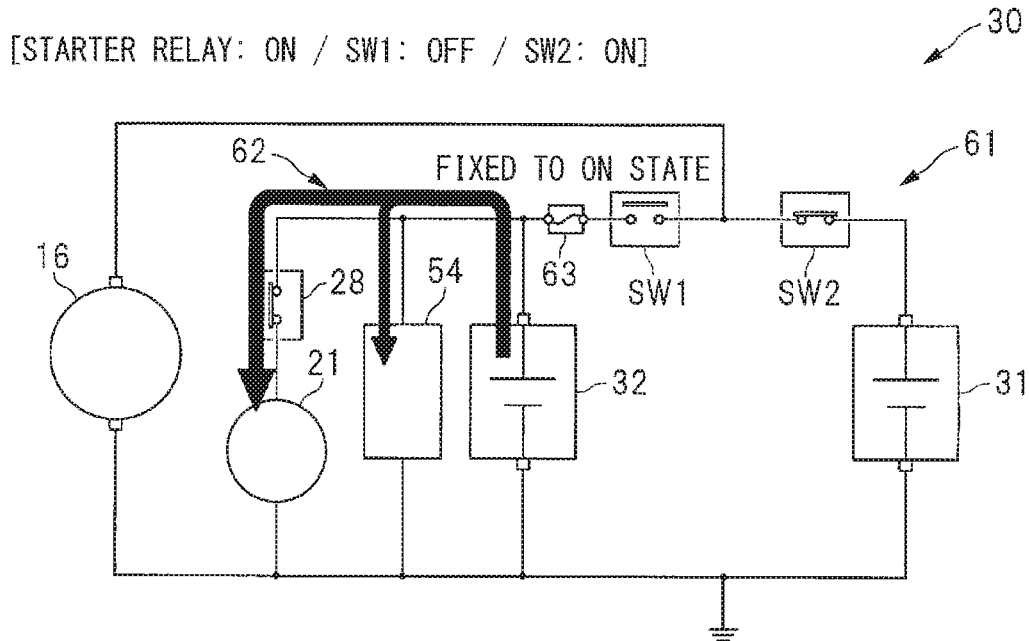 30
[STARTER RELAY: ON / SW1: OFF / SW2: ON]
62
FIXED TO ON STATE
61
16
28
54
63
SW1
SW2
21
32
31